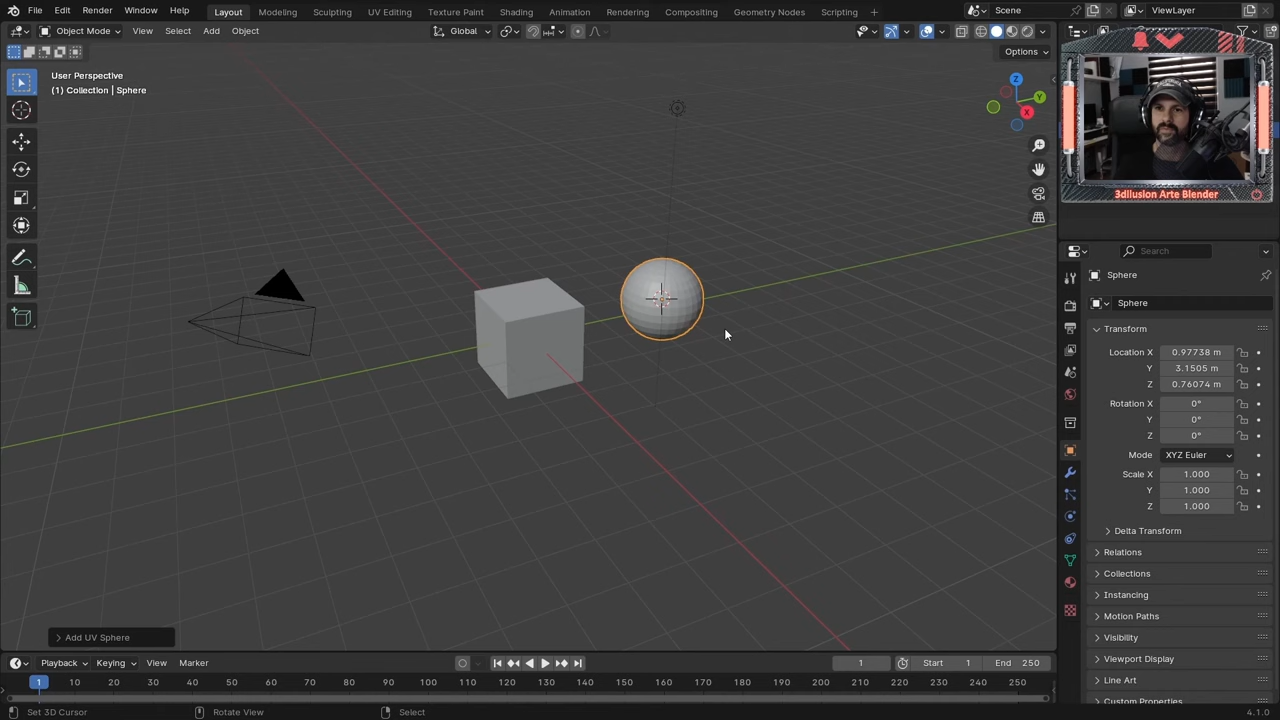 File Edit Render Window Help
Layout Modeling Sculpting UV Editing Texture Paint Shading Animation Rendering Compositing Geometry Nodes Scripting +
Scene
ViewLayer
Object Mode View Select Add Object
Global
Options
User Perspective
(1) Collection | Sphere
Z
Y
X
3dIlusion Arte Blender
Search
Sphere
Sphere
Transform
Location X 0.97738 m
Y 3.1505 m
Z 0.76074 m
Rotation X 0°
Y 0°
Z 0°
Mode XYZ Euler
Scale X 1.000
Y 1.000
Z 1.000
Delta Transform
Relations
Collections
Instancing
Motion Paths
Visibility
Viewport Display
Line Art
Custom Properties
Add UV Sphere
Playback Keying View Marker
1
Start 1
End 250
1 10 20 30 40 50 60 70 80 90 100 110 120 130 140 150 160 170 180 190 200 210 220 230 240 250
Set 3D Cursor
Rotate View
Select
4.1.0